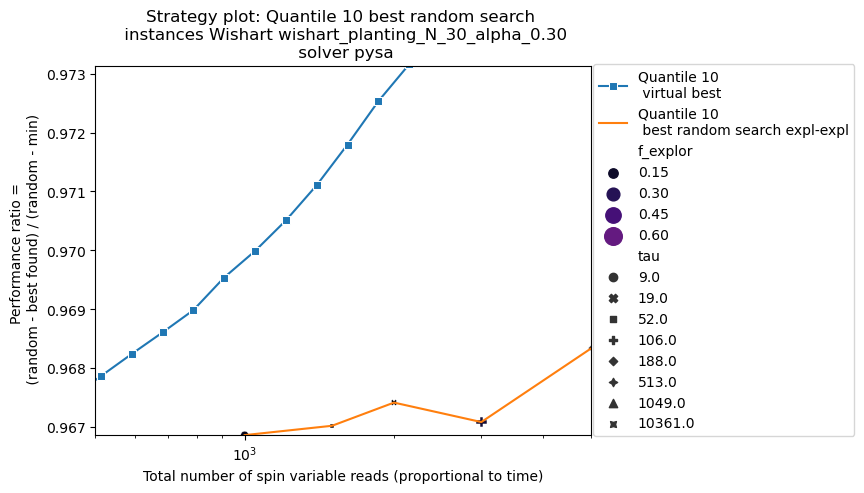 Strategy plot: Quantile 10 best random search
instances Wishart wishart_planting_N_30_alpha_0.30
solver pysa
Performance ratio =
(random - best found) / (random - min)
0.973
0.972
0.971
0.970
0.969
0.968
0.967
10^3
Total number of spin variable reads (proportional to time)
Quantile 10
virtual best
Quantile 10
best random search expl-expl
f_explor
0.15
0.30
0.45
0.60
tau
9.0
19.0
52.0
106.0
188.0
513.0
1049.0
10361.0